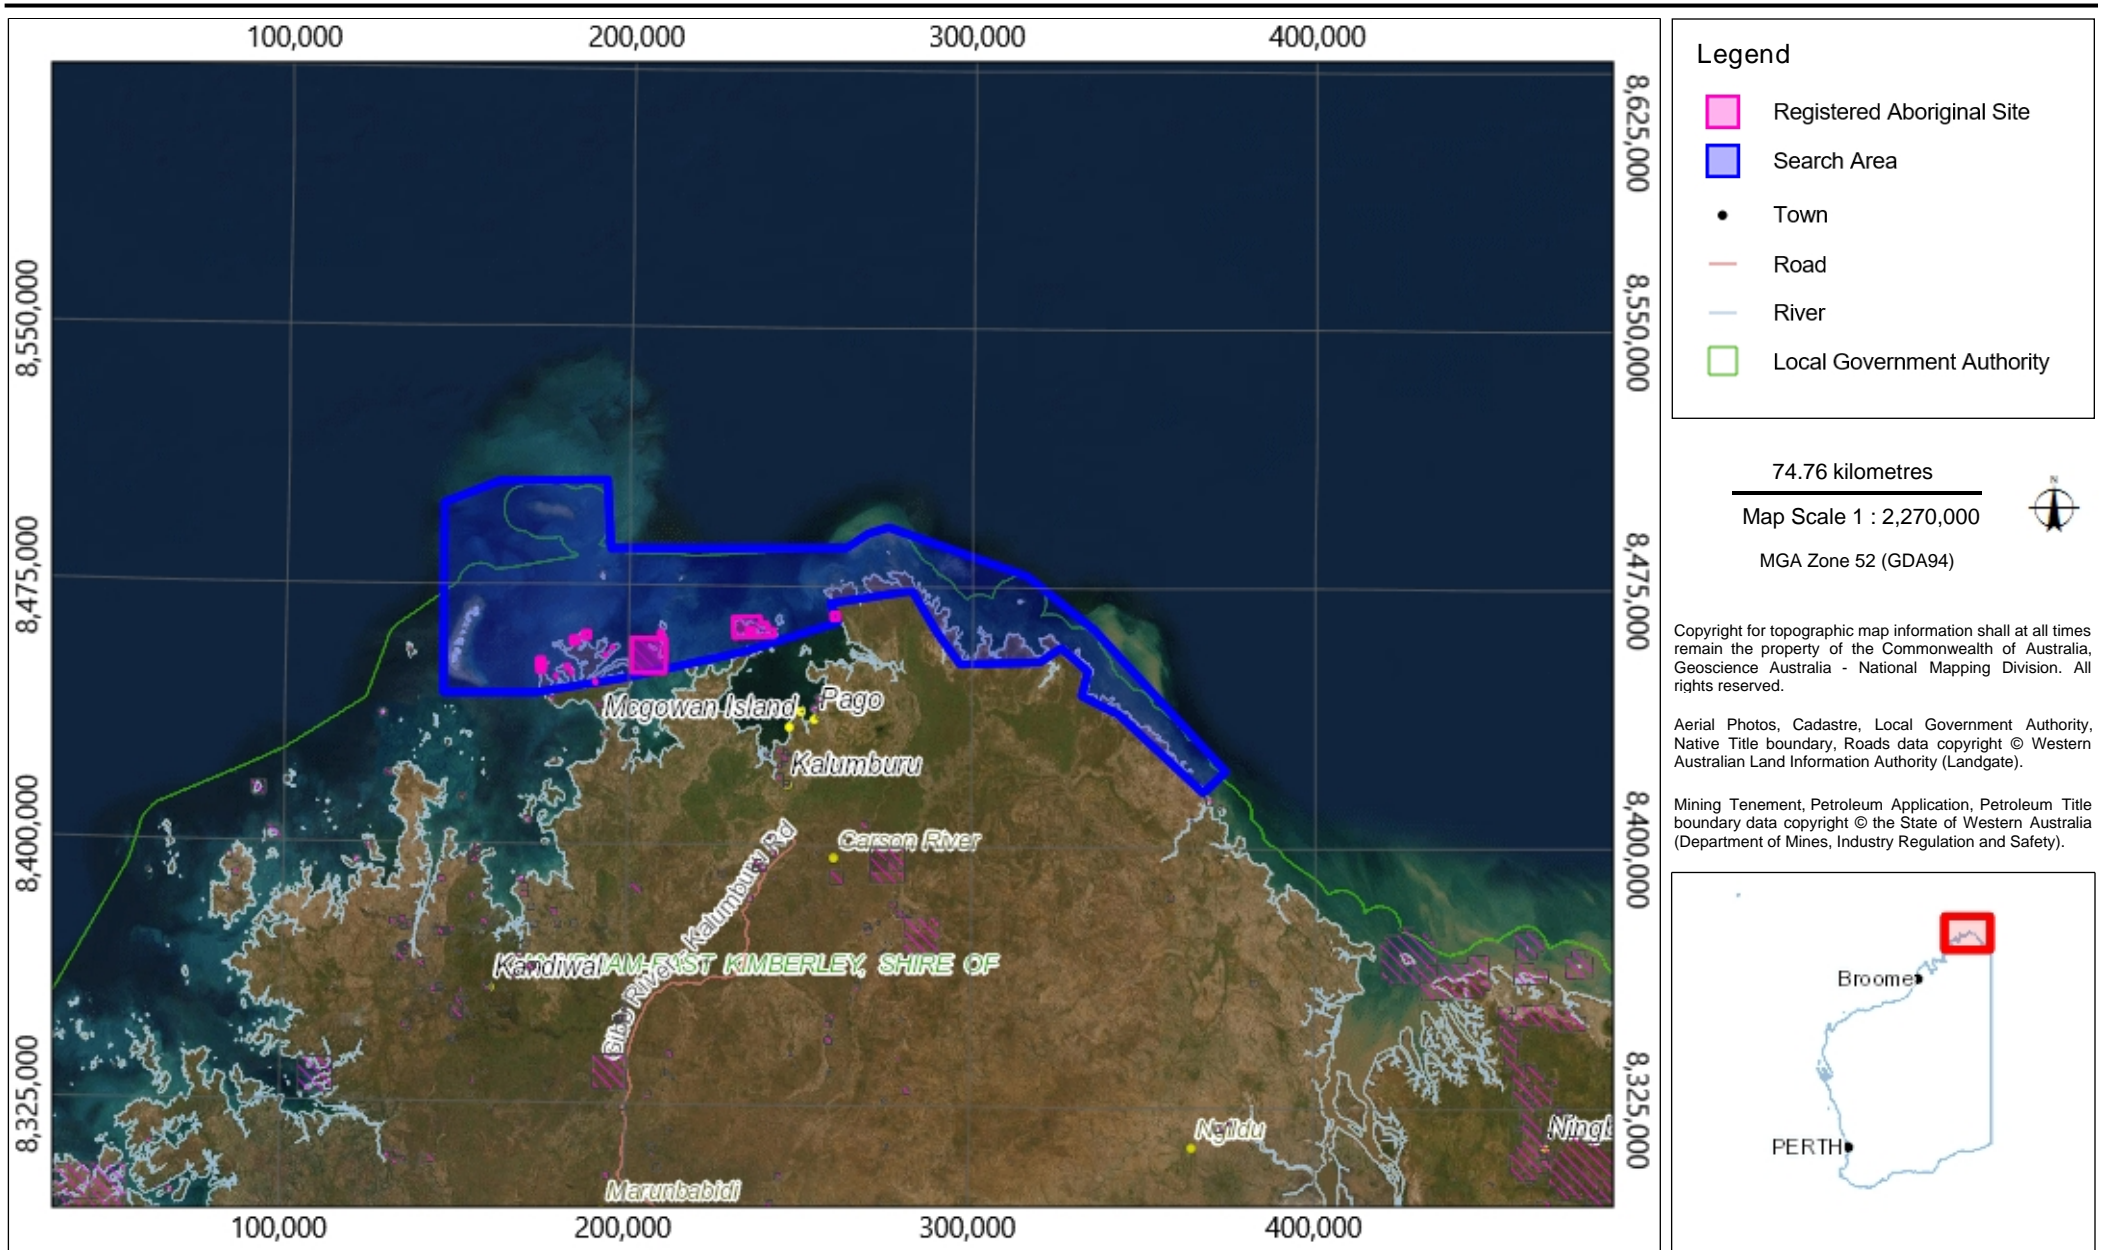 100,000 200,000 300,000 400,000
8,625,000
8,550,000 8,550,000
8,475,000 8,475,000
8,400,000 8,400,000
8,325,000 8,325,000
Mcgowan Island
Pago
Kalumburu
Carson River
Kalumburu Rd
Kandiwal
EAST KIMBERLEY, SHIRE OF
Gibb River
Ngildu
Marunbabidi
100,000 200,000 300,000 400,000
Legend
Registered Aboriginal Site
Search Area
Town
Road
River
Local Government Authority
74.76 kilometres
Map Scale 1 : 2,270,000
MGA Zone 52 (GDA94)
N
Copyright for topographic map information shall at all times
remain the property of the Commonwealth of Australia,
Geoscience Australia - National Mapping Division. All
rights reserved.
Aerial Photos, Cadastre, Local Government Authority,
Native Title boundary, Roads data copyright © Western
Australian Land Information Authority (Landgate).
Mining Tenement, Petroleum Application, Petroleum Title
boundary data copyright © the State of Western Australia
(Department of Mines, Industry Regulation and Safety).
Broome
PERTH